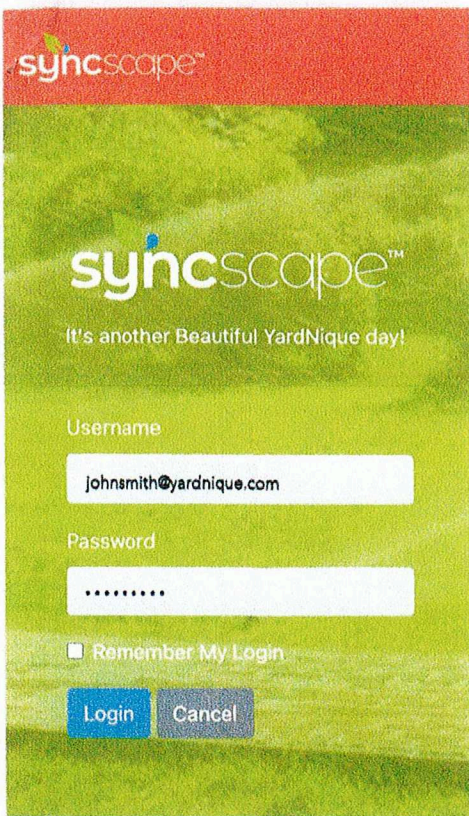 syncscape™
syncscape™
It's another Beautiful YardNique day!
Username
johnsmith@yardnique.com
Password
•••••••••
Remember My Login
Login Cancel